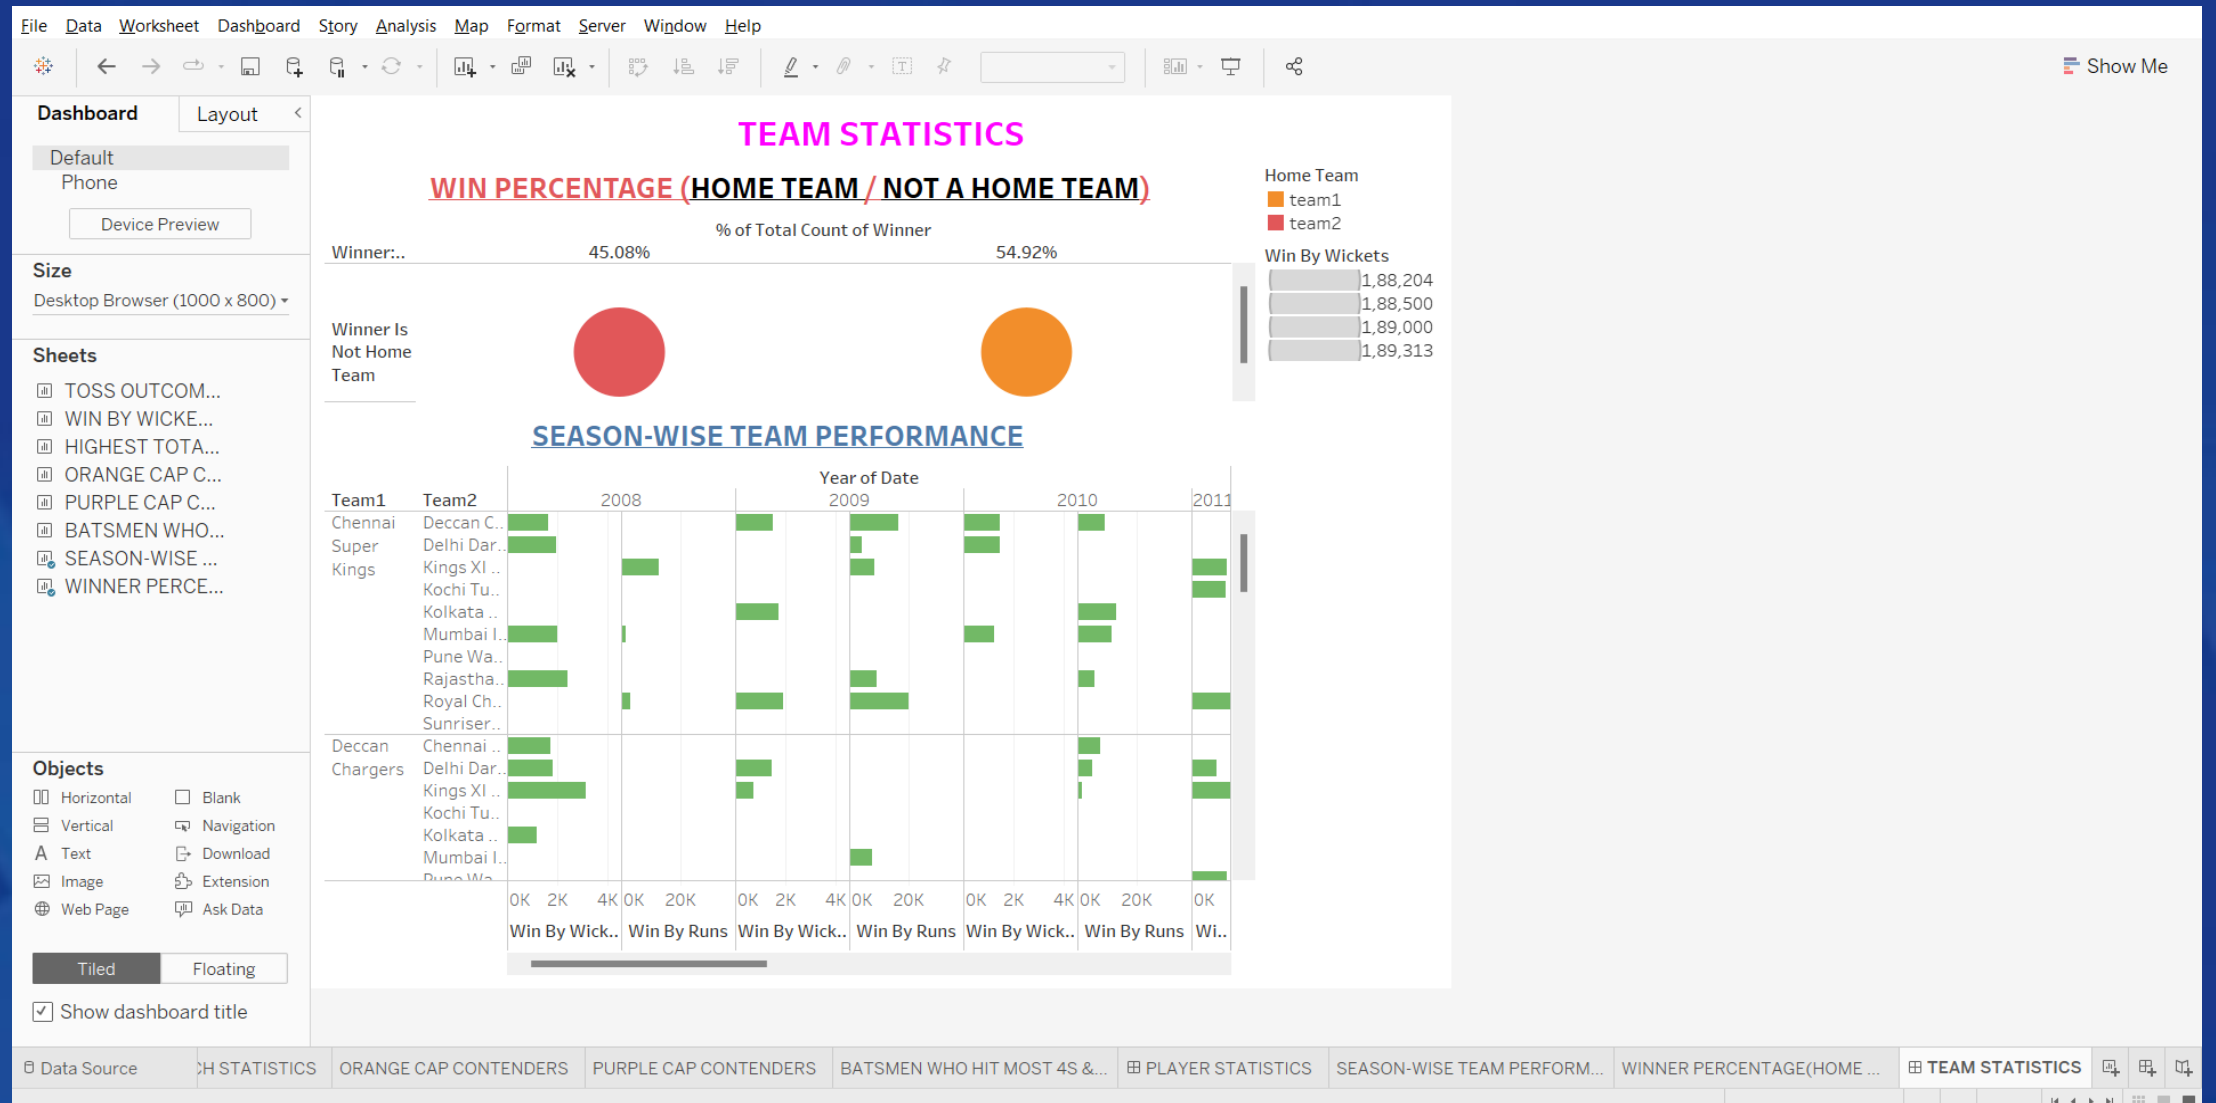 File Data Worksheet Dashboard Story Analysis Map Format Server Window Help
Show Me
Dashboard Layout
Default
Phone
Device Preview
Size
Desktop Browser (1000 x 800)
Sheets
TOSS OUTCOM...
WIN BY WICKE...
HIGHEST TOTA...
ORANGE CAP C...
PURPLE CAP C...
BATSMEN WHO...
SEASON-WISE ...
WINNER PERCE...
Objects
Horizontal Blank
Vertical Navigation
Text Download
Image Extension
Web Page Ask Data
Tiled Floating
Show dashboard title
TEAM STATISTICS
WIN PERCENTAGE (HOME TEAM / NOT A HOME TEAM)
% of Total Count of Winner
Winner:.. 45.08% 54.92%
Winner Is
Not Home
Team
Home Team
team1
team2
Win By Wickets
1,88,204
1,88,500
1,89,000
1,89,313
SEASON-WISE TEAM PERFORMANCE
Year of Date
Team1 Team2 2008 2009 2010 2011
Chennai Deccan C..
Super Delhi Dar..
Kings Kings XI ..
Kochi Tu..
Kolkata ..
Mumbai I..
Pune Wa..
Rajastha..
Royal Ch..
Sunriser..
Deccan Chennai ..
Chargers Delhi Dar..
Kings XI ..
Kochi Tu..
Kolkata ..
Mumbai I..
Pune Wa..
0K 2K 4K 0K 20K 0K 2K 4K 0K 20K 0K 2K 4K 0K 20K 0K
Win By Wick.. Win By Runs Win By Wick.. Win By Runs Win By Wick.. Win By Runs Wi..
Data Source CH STATISTICS ORANGE CAP CONTENDERS PURPLE CAP CONTENDERS BATSMEN WHO HIT MOST 4S &... PLAYER STATISTICS SEASON-WISE TEAM PERFORM... WINNER PERCENTAGE(HOME ... TEAM STATISTICS